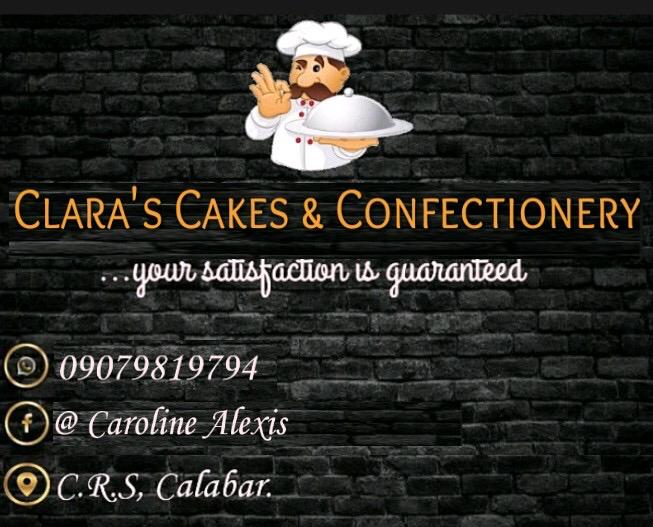 CLARA'S CAKES & CONFECTIONERY
...your satisfaction is guaranteed
09079819794
@ Caroline Alexis
C.R.S, Calabar.